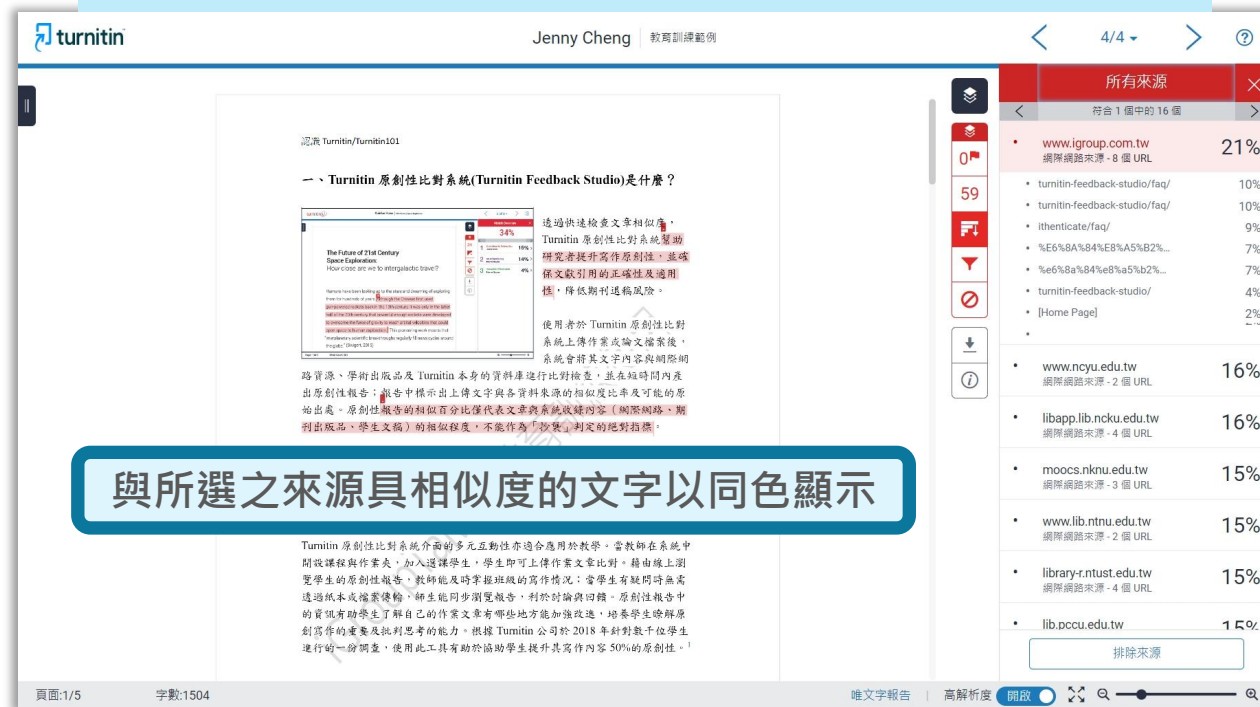 turnitin
Jenny Cheng
教育訓練範例
4/4
認識 Turnitin/Turnitin101
一、Turnitin 原創性比對系統(Turnitin Feedback Studio)是什麼？
34%
The Future of 21st Century
Space Exploration:
How close are we to intergalactic travel?
透過快速檢查文章相似度，
Turnitin 原創性比對系統幫助
研究者提升寫作原創性，並確
保文獻引用的正確性及適用
性，降低期刊退稿風險。
使用者於 Turnitin 原創性比對
系統上傳作業或論文檔案後，
系統會將其文字內容與網際網
路資源、學術出版品及 Turnitin 本身的資料庫進行比對檢查，並在短時間內產
出原創性報告；報告中標示出上傳文字與各資料來源的相似度比率及可能的原
始出處。原創性報告的相似百分比僅代表文章與系統收錄內容（網際網路、期
刊出版品、學生文稿）的相似程度，不能作為「抄襲」判定的絕對指標。
與所選之來源具相似度的文字以同色顯示
Turnitin 原創性比對系統介面的多元互動性亦適合應用於教學。當教師在系統中
開設課程與作業夾，加入選課學生，學生即可上傳作業文章比對。藉由線上瀏
覽學生的原創性報告，教師能及時掌握班級的寫作情況；當學生有疑問時無需
透過紙本或檔案傳輸，師生能同步瀏覽報告，利於討論與回饋。原創性報告中
的資訊有助學生了解自己的作業文章有哪些地方能加強改進，培養學生瞭解原
創寫作的重要及批判思考的能力。根據 Turnitin 公司於 2018 年針對數千位學生
進行的一份調查，使用此工具有助於協助學生提升其寫作內容 50%的原創性。1
0
59
所有來源
符合 1 個中的 16 個
www.igroup.com.tw 21%
網際網路來源 - 8 個 URL
turnitin-feedback-studio/faq/ 10%
turnitin-feedback-studio/faq/ 10%
ithenticate/faq/ 9%
%E6%8A%84%E8%A5%B2%... 7%
%e6%8a%84%e8%a5%b2%... 7%
turnitin-feedback-studio/ 4%
[Home Page] 2%
www.ncyu.edu.tw 16%
網際網路來源 - 2 個 URL
libapp.lib.ncku.edu.tw 16%
網際網路來源 - 4 個 URL
moocs.nknu.edu.tw 15%
網際網路來源 - 3 個 URL
www.lib.ntnu.edu.tw 15%
網際網路來源 - 2 個 URL
library-r.ntust.edu.tw 15%
網際網路來源 - 4 個 URL
lib.pccu.edu.tw 15%
排除來源
頁面:1/5
字數:1504
唯文字報告
高解析度
開啟